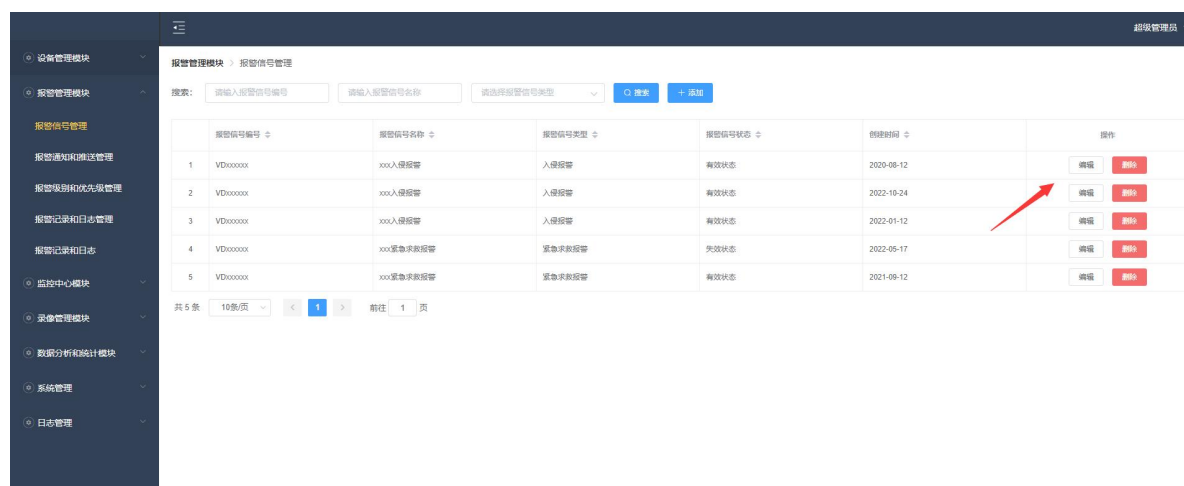 超级管理员
设备管理模块
报警管理模块
报警信号管理
报警通知和推送管理
报警级别和优先级管理
报警记录和日志管理
报警记录和日志
监控中心模块
录像管理模块
数据分析和统计模块
系统管理
日志管理
报警管理模块 > 报警信号管理
搜索: 请输入报警信号编号 请输入报警信号名称 请选择报警信号类型 搜索 + 添加
报警信号编号 报警信号名称 报警信号类型 报警信号状态 创建时间 操作
1 VDxxxxxx xxx入侵报警 入侵报警 有效状态 2020-08-12 编辑 删除
2 VDxxxxxx xxx入侵报警 入侵报警 有效状态 2022-10-24 编辑 删除
3 VDxxxxxx xxx入侵报警 入侵报警 有效状态 2022-01-12 编辑 删除
4 VDxxxxxx xxx紧急求救报警 紧急求救报警 失效状态 2022-05-17 编辑 删除
5 VDxxxxxx xxx紧急求救报警 紧急求救报警 有效状态 2021-09-12 编辑 删除
共 5 条 10条/页 < 1 > 前往 1 页